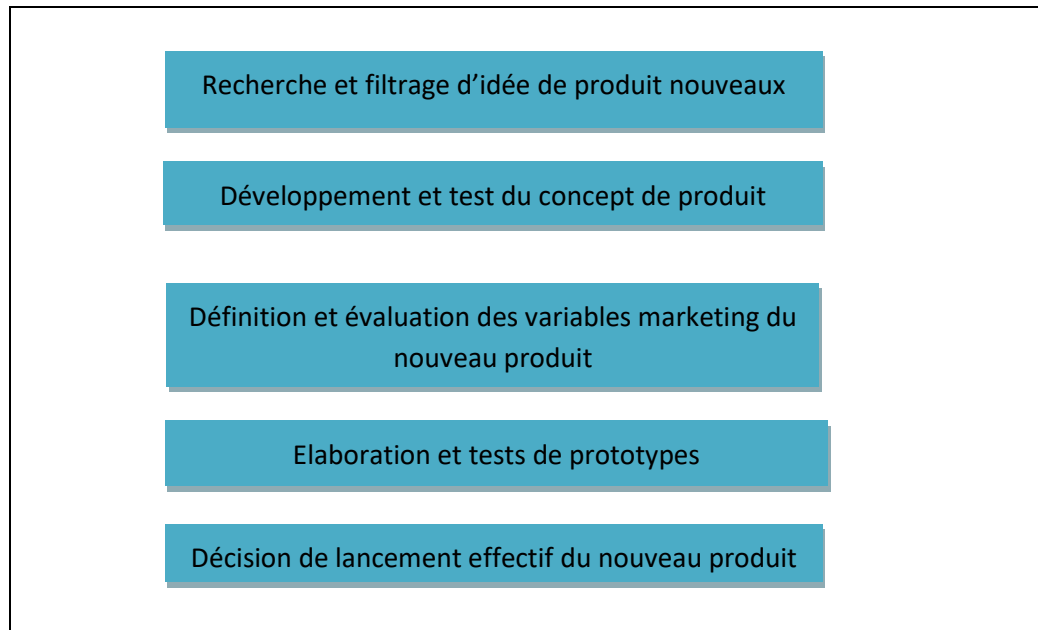 Recherche et filtrage d’idée de produit nouveaux
Développement et test du concept de produit
Définition et évaluation des variables marketing du
nouveau produit
Elaboration et tests de prototypes
Décision de lancement effectif du nouveau produit